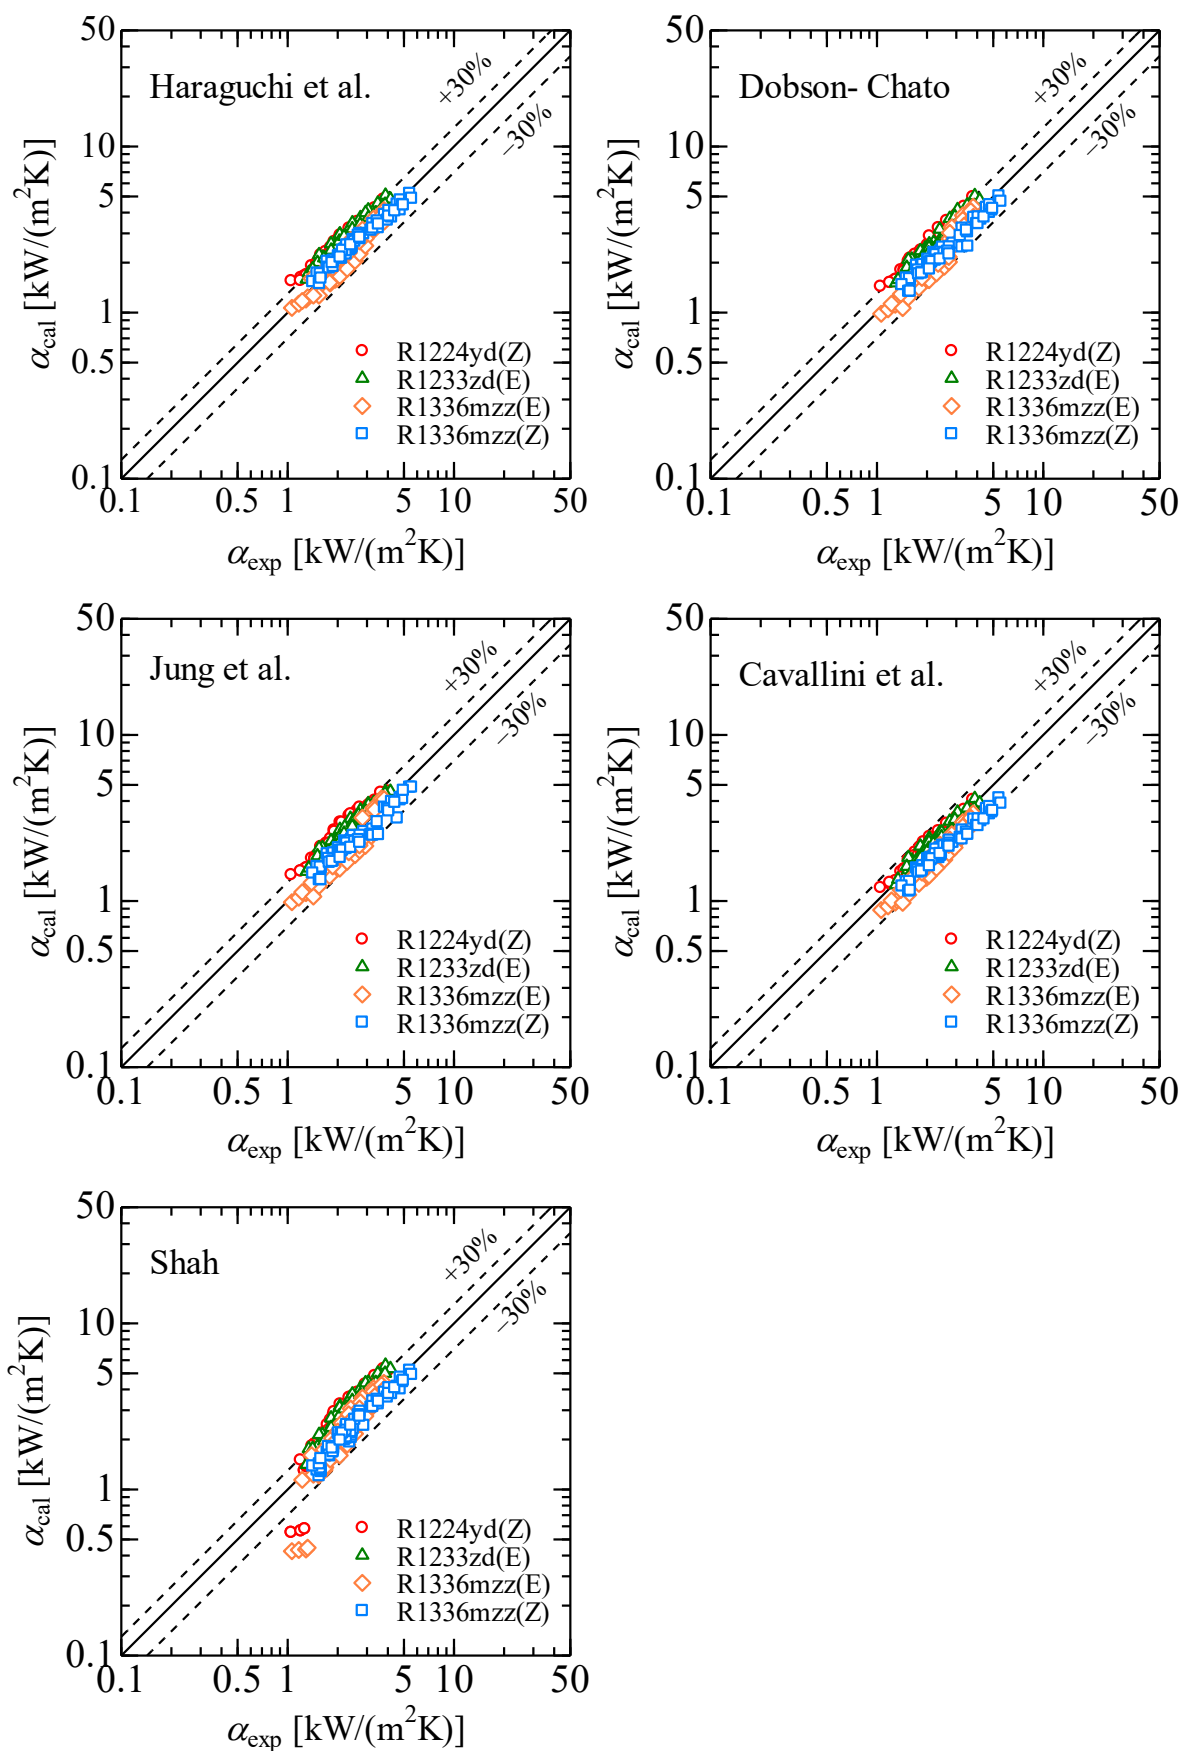 50
10
5
1
0.5
0.1
α_cal [kW/(m²K)]
Haraguchi et al.
+30%
–30%
R1224yd(Z)
R1233zd(E)
R1336mzz(E)
R1336mzz(Z)
0.1 0.5 1 5 10 50
α_exp [kW/(m²K)]
50
10
5
1
0.5
0.1
α_cal [kW/(m²K)]
Dobson- Chato
+30%
–30%
R1224yd(Z)
R1233zd(E)
R1336mzz(E)
R1336mzz(Z)
0.1 0.5 1 5 10 50
α_exp [kW/(m²K)]
50
10
5
1
0.5
0.1
α_cal [kW/(m²K)]
Jung et al.
+30%
–30%
R1224yd(Z)
R1233zd(E)
R1336mzz(E)
R1336mzz(Z)
0.1 0.5 1 5 10 50
α_exp [kW/(m²K)]
50
10
5
1
0.5
0.1
α_cal [kW/(m²K)]
Cavallini et al.
+30%
–30%
R1224yd(Z)
R1233zd(E)
R1336mzz(E)
R1336mzz(Z)
0.1 0.5 1 5 10 50
α_exp [kW/(m²K)]
50
10
5
1
0.5
0.1
α_cal [kW/(m²K)]
Shah
+30%
–30%
R1224yd(Z)
R1233zd(E)
R1336mzz(E)
R1336mzz(Z)
0.1 0.5 1 5 10 50
α_exp [kW/(m²K)]